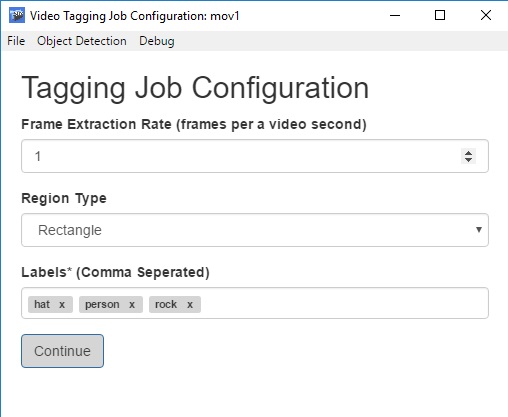 Video Tagging Job Configuration: mov1
File Object Detection Debug
Tagging Job Configuration
Frame Extraction Rate (frames per a video second)
1
Region Type
Rectangle
Labels* (Comma Seperated)
hat x person x rock x
Continue